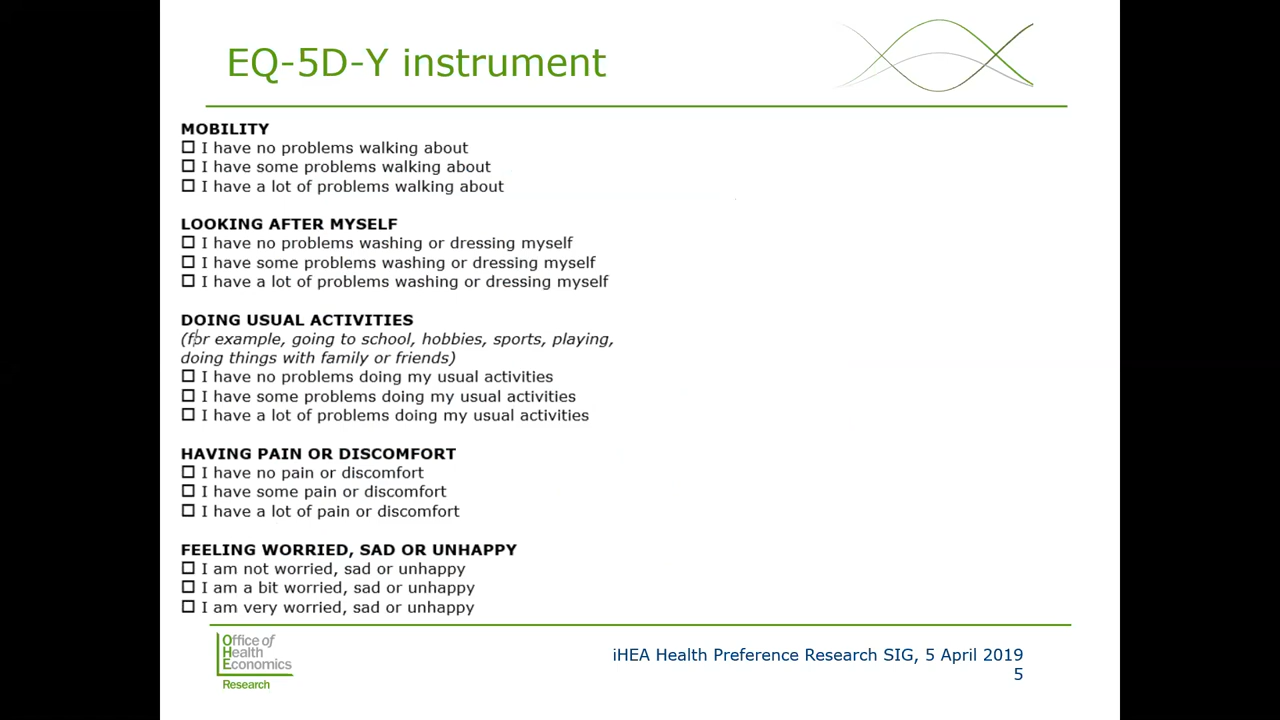 EQ-5D-Y instrument
MOBILITY
I have no problems walking about
I have some problems walking about
I have a lot of problems walking about
LOOKING AFTER MYSELF
I have no problems washing or dressing myself
I have some problems washing or dressing myself
I have a lot of problems washing or dressing myself
DOING USUAL ACTIVITIES
(for example, going to school, hobbies, sports, playing,
doing things with family or friends)
I have no problems doing my usual activities
I have some problems doing my usual activities
I have a lot of problems doing my usual activities
HAVING PAIN OR DISCOMFORT
I have no pain or discomfort
I have some pain or discomfort
I have a lot of pain or discomfort
FEELING WORRIED, SAD OR UNHAPPY
I am not worried, sad or unhappy
I am a bit worried, sad or unhappy
I am very worried, sad or unhappy
Office of
Health
Economics
Research
iHEA Health Preference Research SIG, 5 April 2019
5